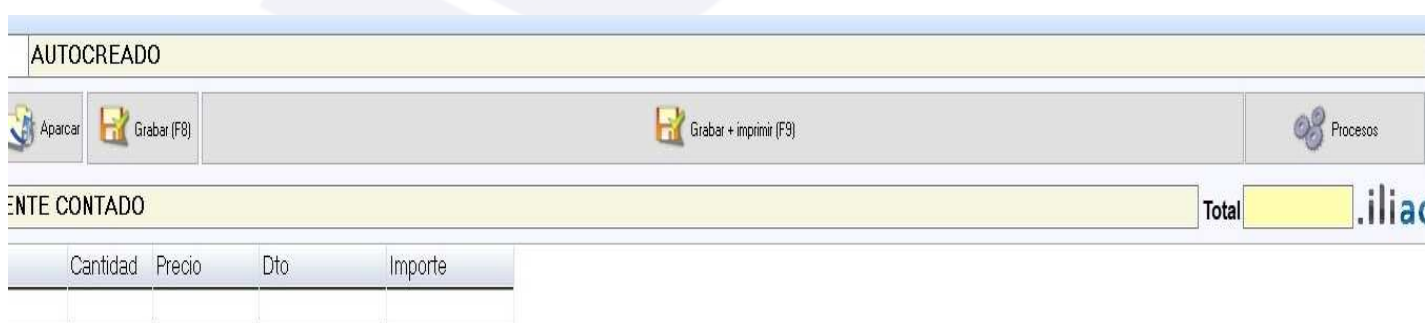 AUTOCREADO
Aparcar Grabar (F8) Grabar + imprimir (F9) Procesos
ENTE CONTADO Total .iliac
Cantidad Precio Dto Importe